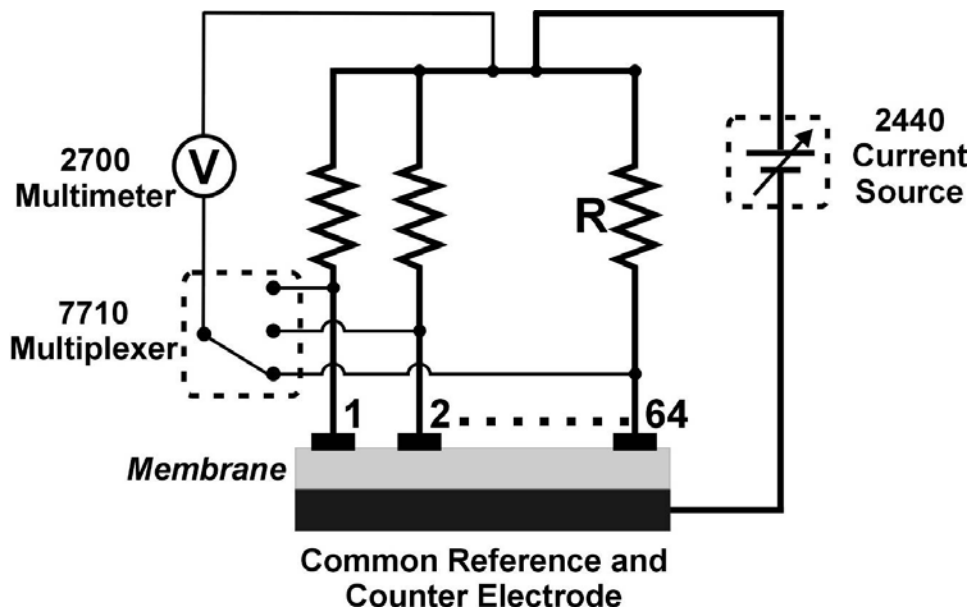 2700
Multimeter
V
7710
Multiplexer
R
2440
Current
Source
1
2
64
Membrane
Common Reference and
Counter Electrode